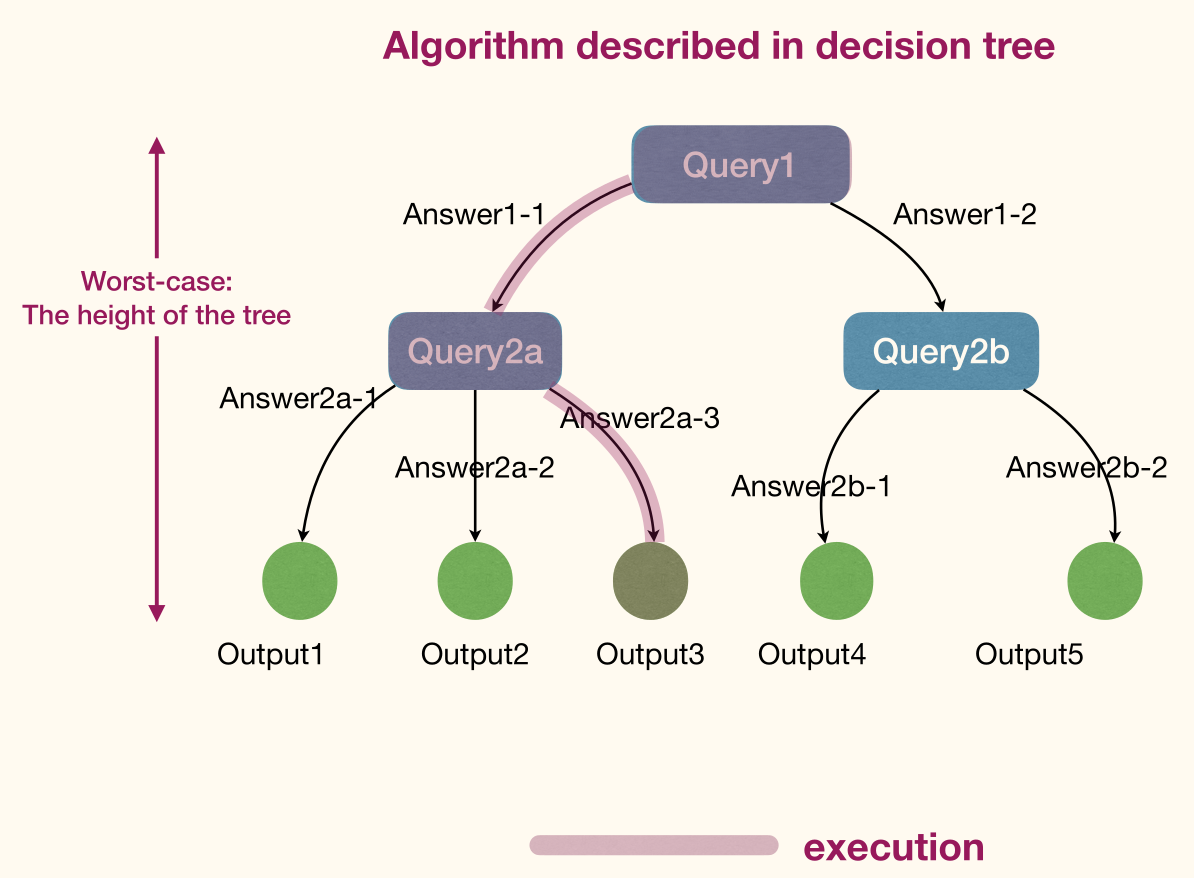 Algorithm described in decision tree
Query1
Answer1-1
Answer1-2
Worst-case:
The height of the tree
Query2a
Query2b
Answer2a-1
Answer2a-3
Answer2a-2
Answer2b-1
Answer2b-2
Output1
Output2
Output3
Output4
Output5
execution